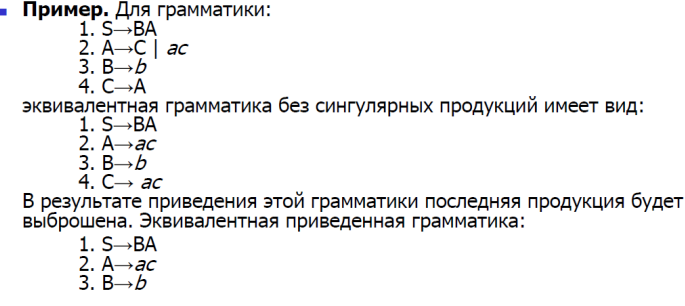 Пример. Для грамматики:
1. S→BA
2. A→C | ac
3. B→b
4. C→A
эквивалентная грамматика без сингулярных продукций имеет вид:
1. S→BA
2. A→ac
3. B→b
4. C→ ac
В результате приведения этой грамматики последняя продукция будет
выброшена. Эквивалентная приведенная грамматика:
1. S→BA
2. A→ac
3. B→b